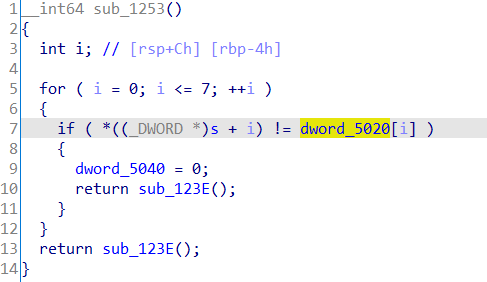 1 __int64 sub_1253()
2 {
3 int i; // [rsp+Ch] [rbp-4h]
4
5 for ( i = 0; i <= 7; ++i )
6 {
7 if ( *((_DWORD *)s + i) != dword_5020[i] )
8 {
9 dword_5040 = 0;
10 return sub_123E();
11 }
12 }
13 return sub_123E();
14 }